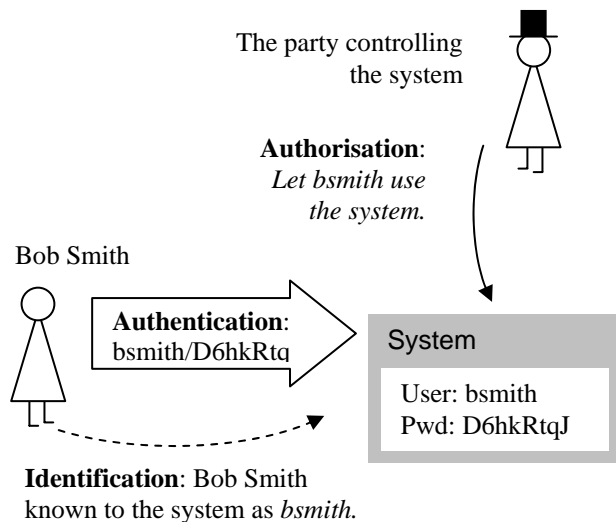 The party controlling
the system
Authorisation:
Let bsmith use
the system.
Bob Smith
Authentication:
bsmith/D6hkRtq
System
User: bsmith
Pwd: D6hkRtqJ
Identification: Bob Smith
known to the system as bsmith.